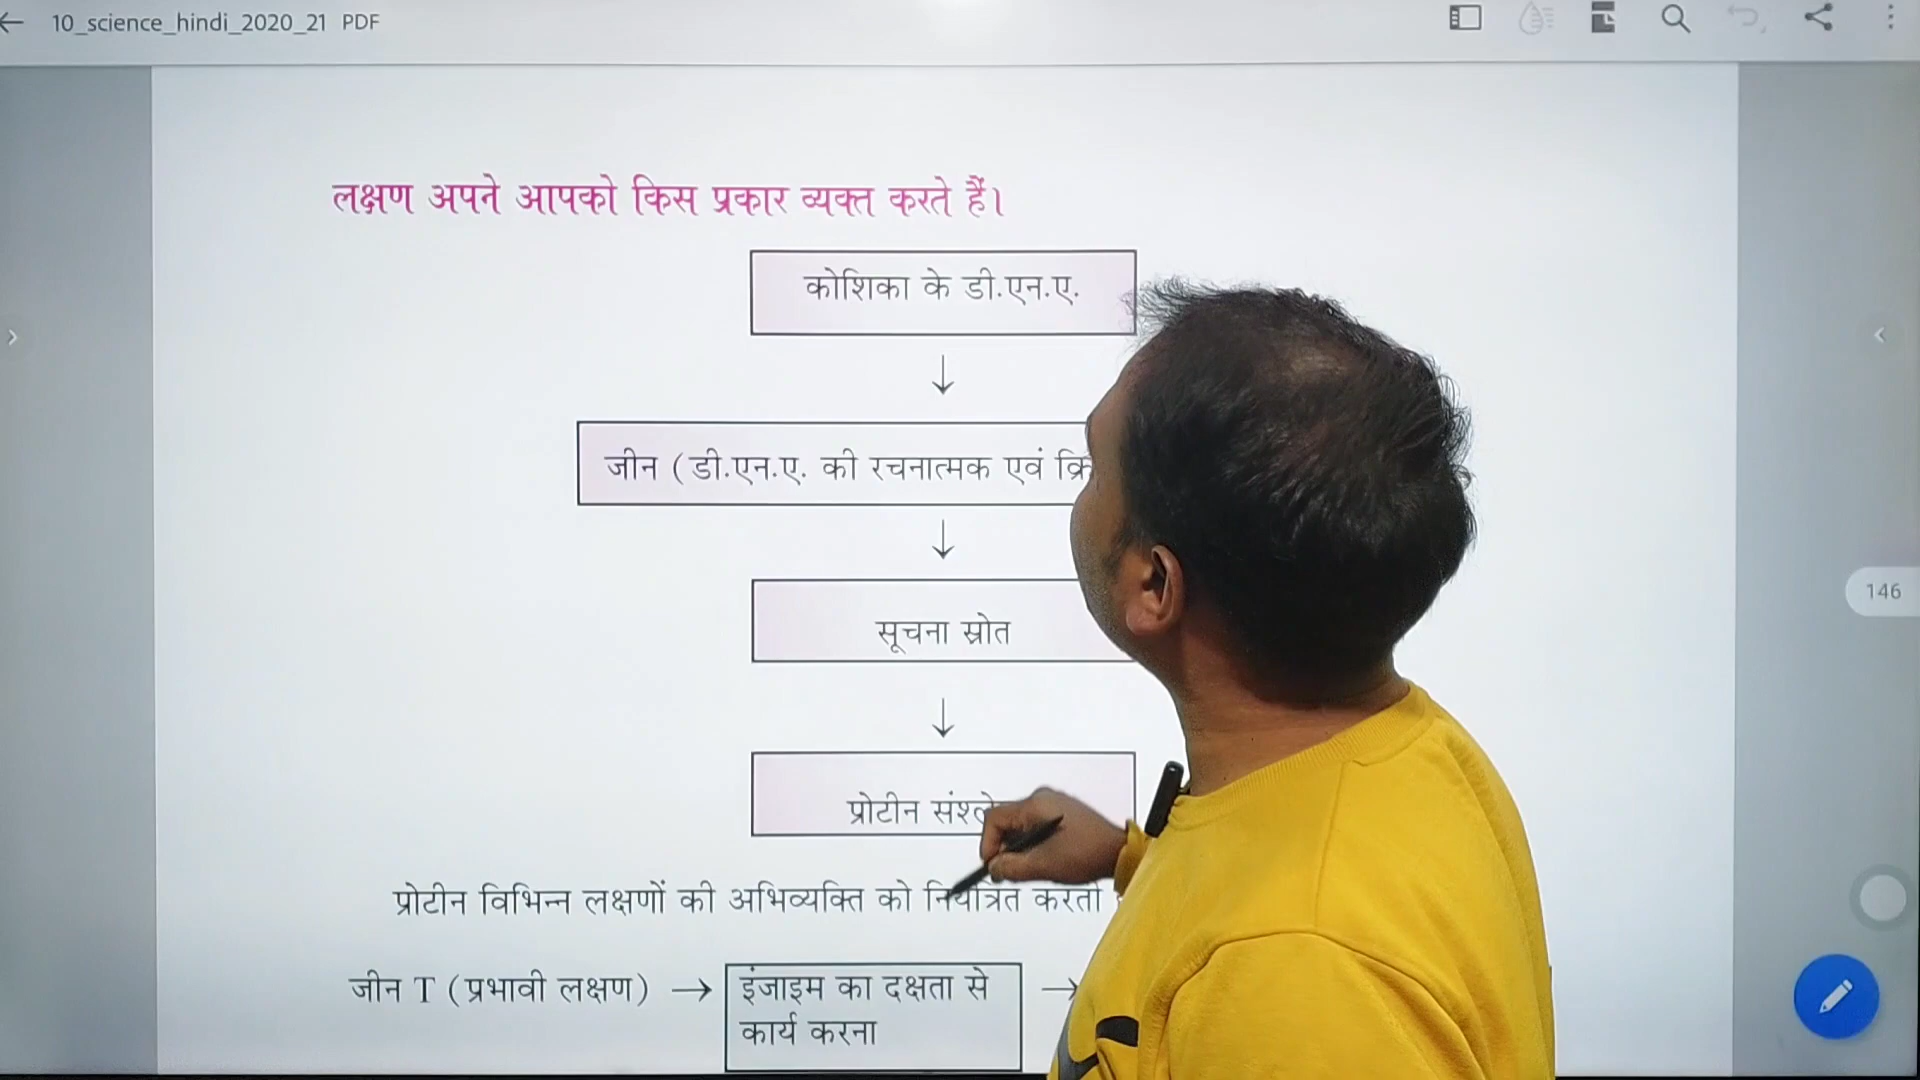 10_science_hindi_2020_21 PDF
लक्षण अपने आपको किस प्रकार व्यक्त करते हैं।
कोशिका के डी.एन.ए.
जीन (डी.एन.ए. की रचनात्मक एवं
सूचना स्रोत
146
प्रोटीन
प्रोटीन विभिन्न लक्षणों की अभिव्यक्ति को नियंत्रित करती
जीन T (प्रभावी लक्षण) → इंजाइम का दक्षता से →
कार्य करना